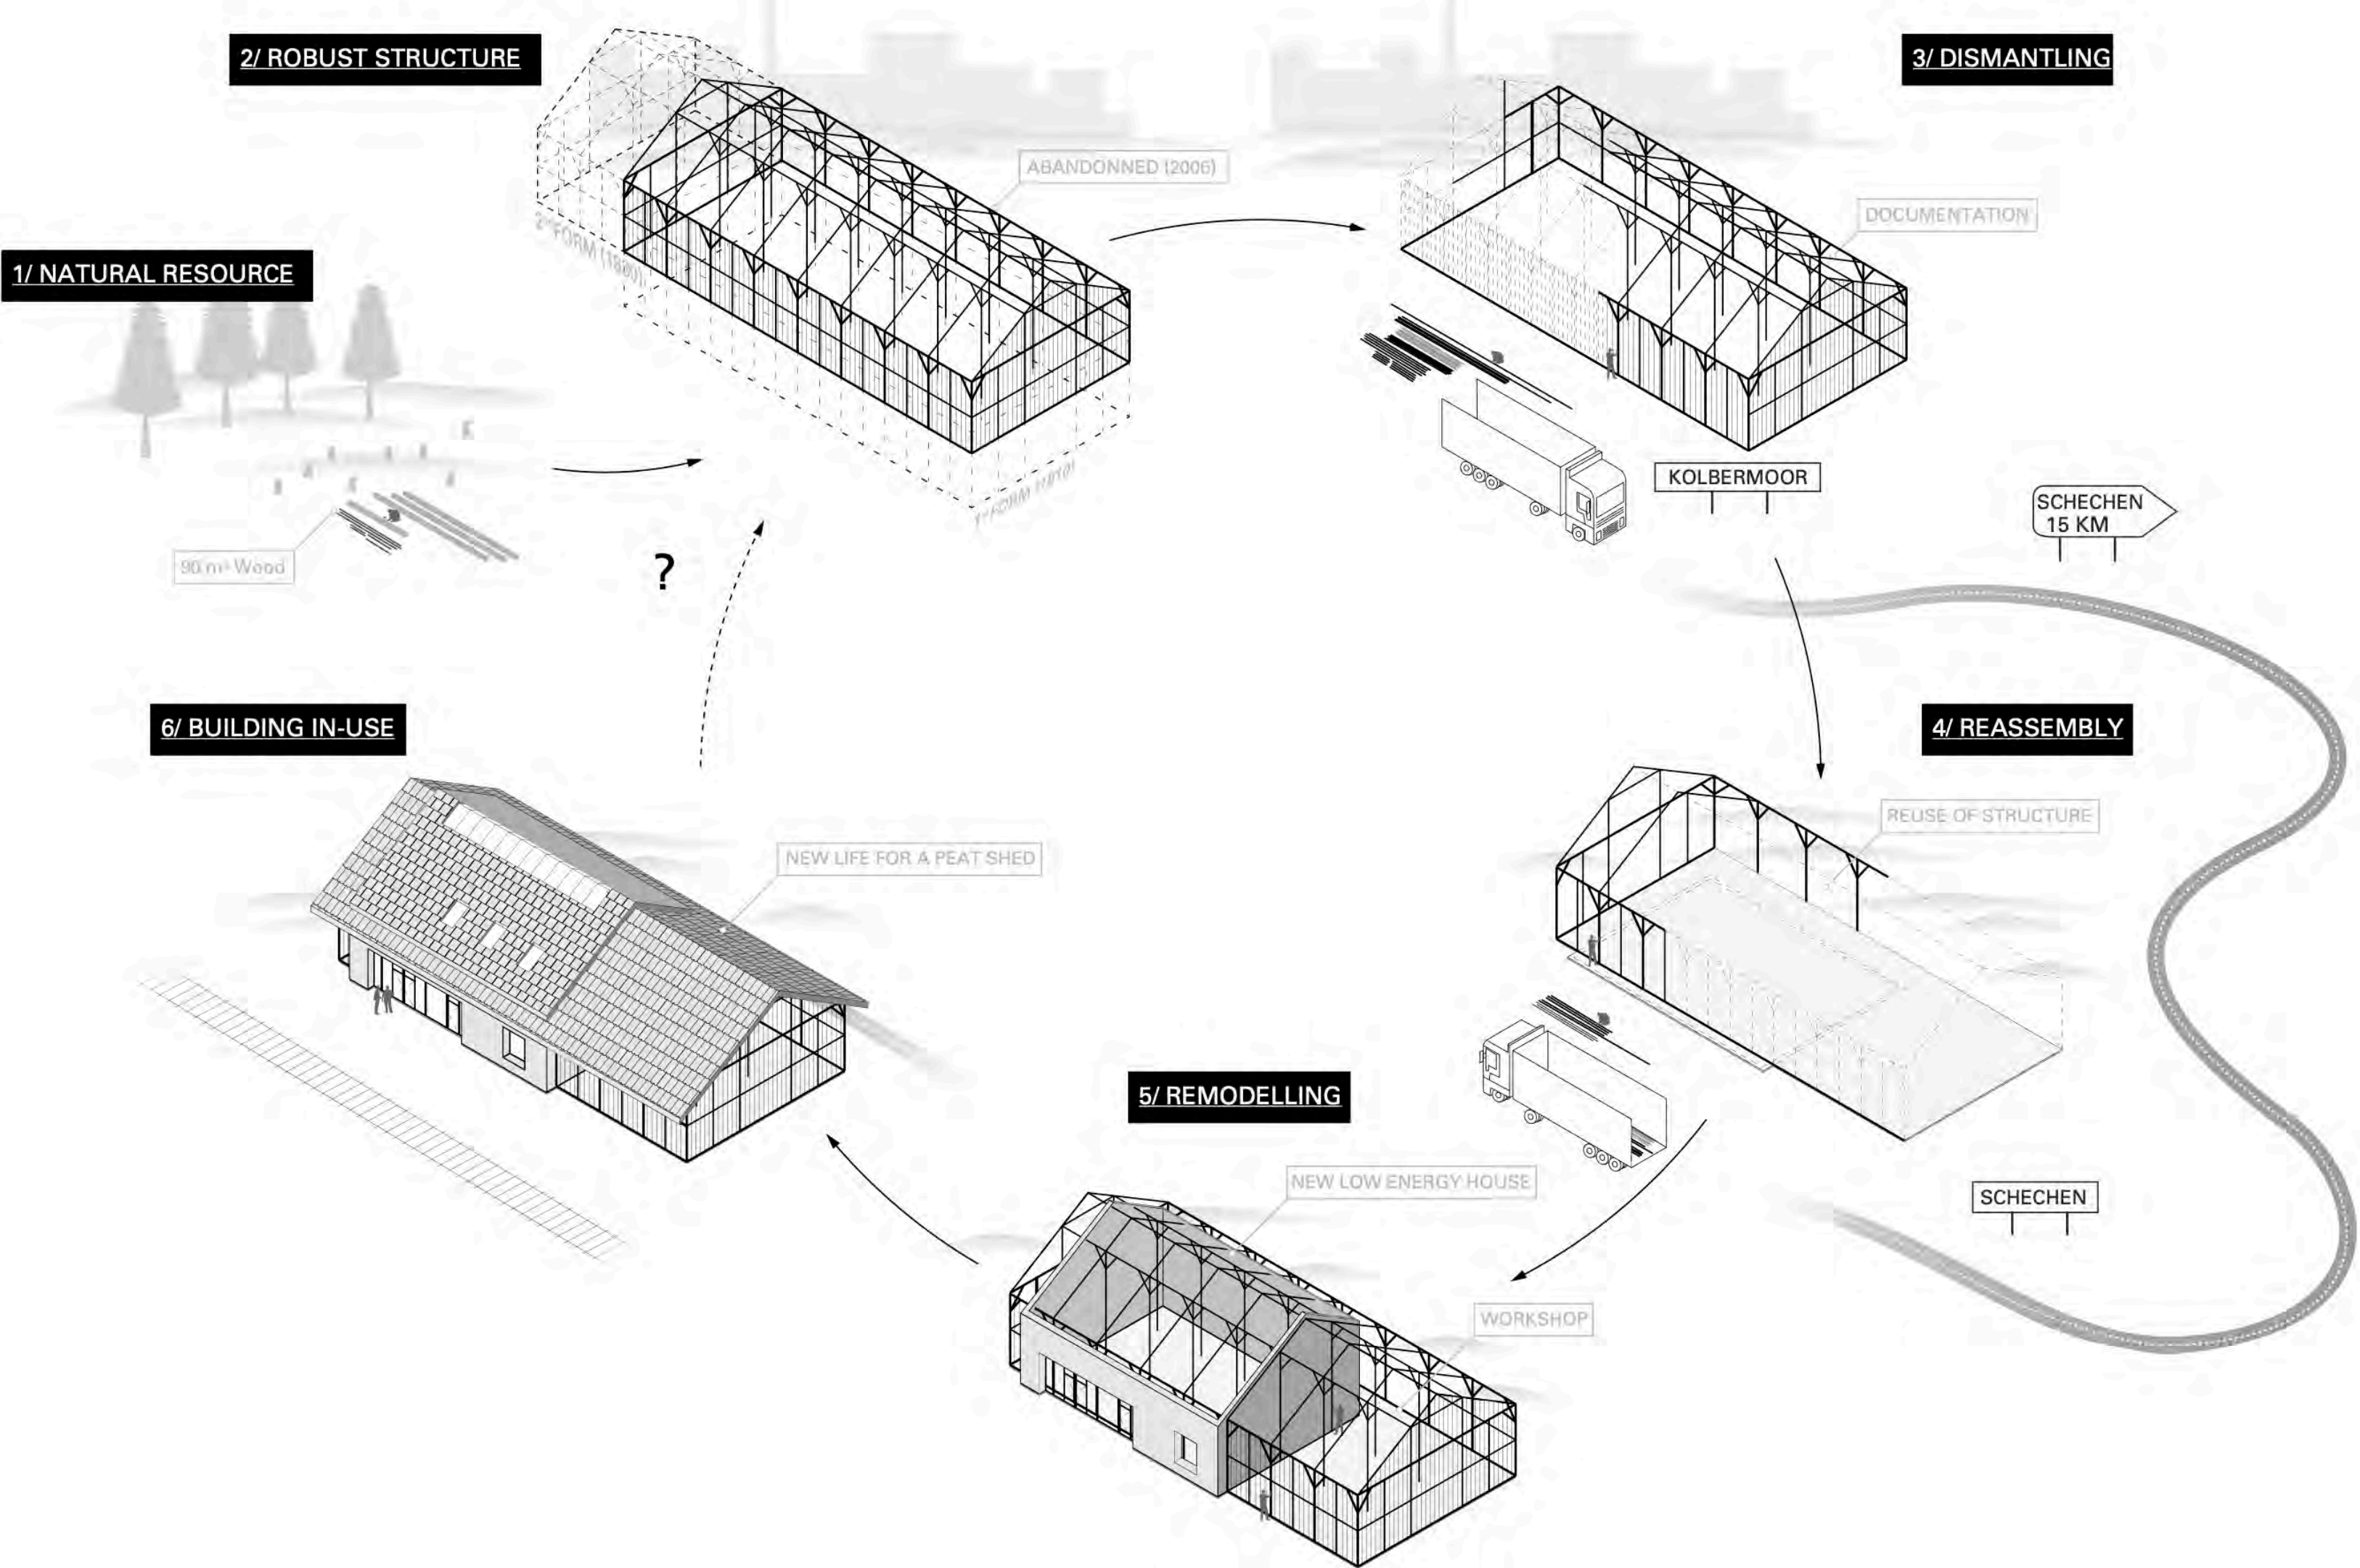 2/ ROBUST STRUCTURE
3/ DISMANTLING
ABANDONNED (2006)
DOCUMENTATION
1/ NATURAL RESOURCE
FORM
KOLBERMOOR
SCHECHEN
15 KM
90 m³ Wood
?
6/ BUILDING IN-USE
4/ REASSEMBLY
REUSE OF STRUCTURE
NEW LIFE FOR A PEAT SHED
5/ REMODELLING
NEW LOW ENERGY HOUSE
SCHECHEN
WORKSHOP